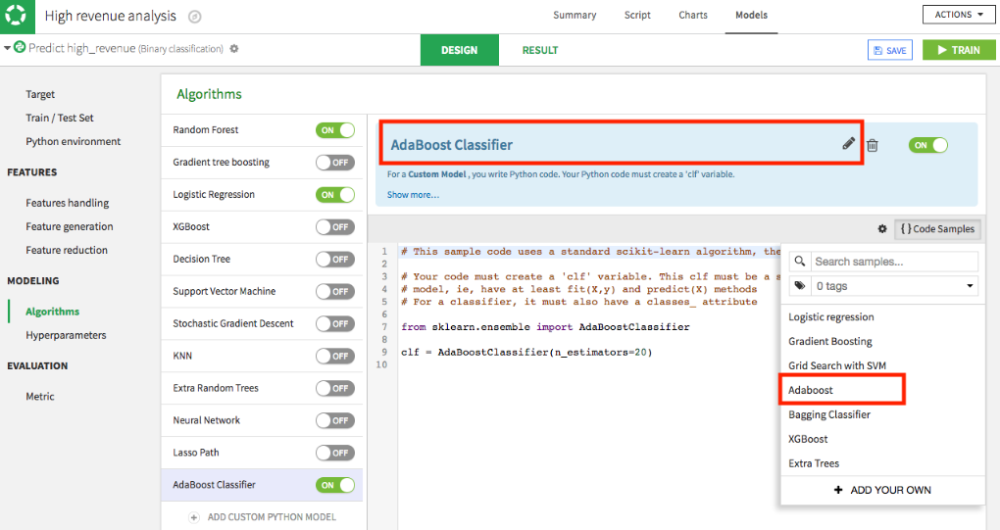 High revenue analysis
Summary
Script
Charts
Models
ACTIONS
Predict high_revenue (Binary classification)
DESIGN
RESULT
SAVE
TRAIN
Target
Train / Test Set
Python environment
FEATURES
Features handling
Feature generation
Feature reduction
MODELING
Algorithms
Hyperparameters
EVALUATION
Metric
Algorithms
Random Forest ON
Gradient tree boosting OFF
Logistic Regression ON
XGBoost OFF
Decision Tree OFF
Support Vector Machine OFF
Stochastic Gradient Descent OFF
KNN OFF
Extra Random Trees OFF
Neural Network OFF
Lasso Path OFF
AdaBoost Classifier ON
+ ADD CUSTOM PYTHON MODEL
AdaBoost Classifier
ON
For a Custom Model , you write Python code. Your Python code must create a 'clf' variable.
Show more...
{ } Code Samples
1 # This sample code uses a standard scikit-learn algorithm, the
2
3 # Your code must create a 'clf' variable. This clf must be a s
4 # model, ie, have at least fit(X,y) and predict(X) methods
5 # For a classifier, it must also have a classes_ attribute
6
7 from sklearn.ensemble import AdaBoostClassifier
8
9 clf = AdaBoostClassifier(n_estimators=20)
10
Search samples...
0 tags
Logistic regression
Gradient Boosting
Grid Search with SVM
Adaboost
Bagging Classifier
XGBoost
Extra Trees
+ ADD YOUR OWN